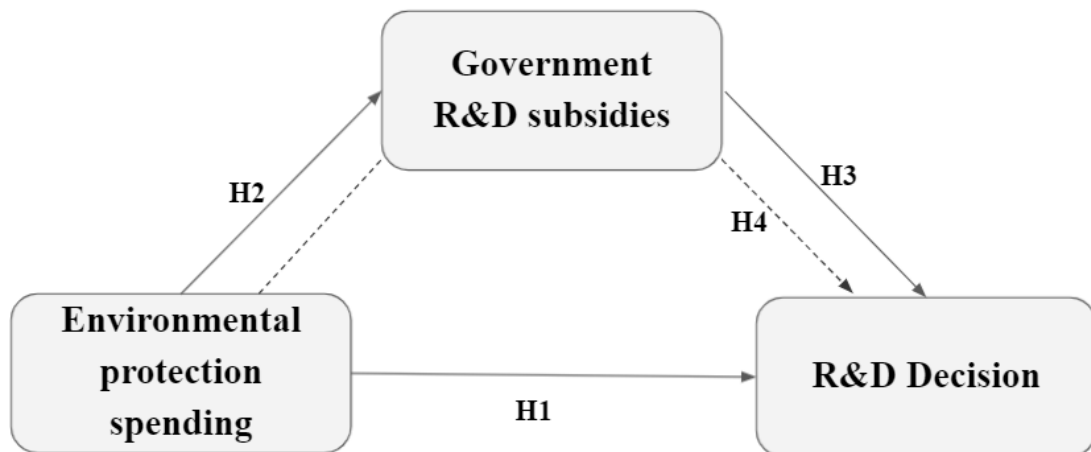 Government
R&D subsidies
H2
H3
H4
Environmental
protection
spending
R&D Decision
H1